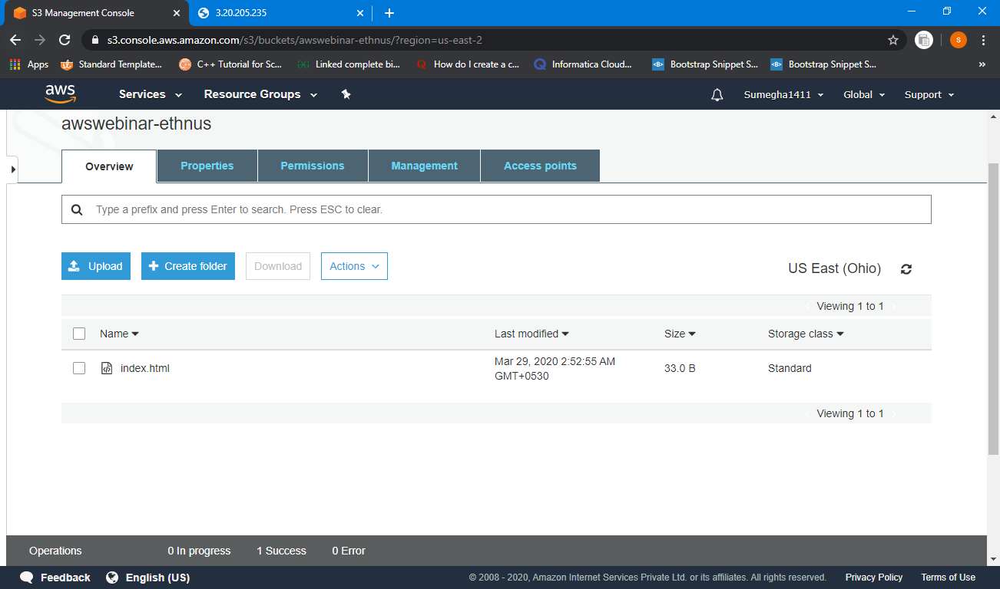 S3 Management Console
3.20.205.235
s3.console.aws.amazon.com/s3/buckets/awswebinar-ethnus/?region=us-east-2
S
Apps
Standard Template...
C++ Tutorial for Sc...
Linked complete bi...
How do I create a c...
Informatica Cloud...
Bootstrap Snippet S...
Bootstrap Snippet S...
»
aws
Services
Resource Groups
Sumegha1411
Global
Support
awswebinar-ethnus
Overview
Properties
Permissions
Management
Access points
Type a prefix and press Enter to search. Press ESC to clear.
Upload
Create folder
Download
Actions
US East (Ohio)
Viewing 1 to 1
Name
Last modified
Size
Storage class
index.html
Mar 29, 2020 2:52:55 AM
GMT+0530
33.0 B
Standard
Viewing 1 to 1
Operations
0 In progress
1 Success
0 Error
Feedback
English (US)
© 2008 - 2020, Amazon Internet Services Private Ltd. or its affiliates. All rights reserved.
Privacy Policy
Terms of Use